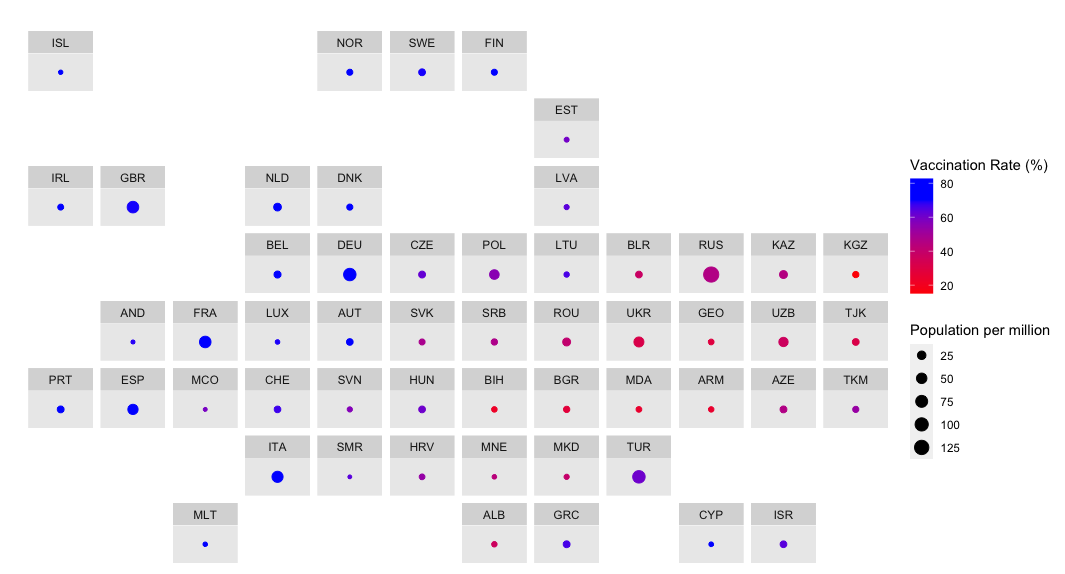 ISL NOR SWE FIN
EST
IRL GBR NLD DNK LVA
BEL DEU CZE POL LTU BLR RUS KAZ KGZ
AND FRA LUX AUT SVK SRB ROU UKR GEO UZB TJK
PRT ESP MCO CHE SVN HUN BIH BGR MDA ARM AZE TKM
ITA SMR HRV MNE MKD TUR
MLT ALB GRC CYP ISR
Vaccination Rate (%)
80
60
40
20
Population per million
25
50
75
100
125